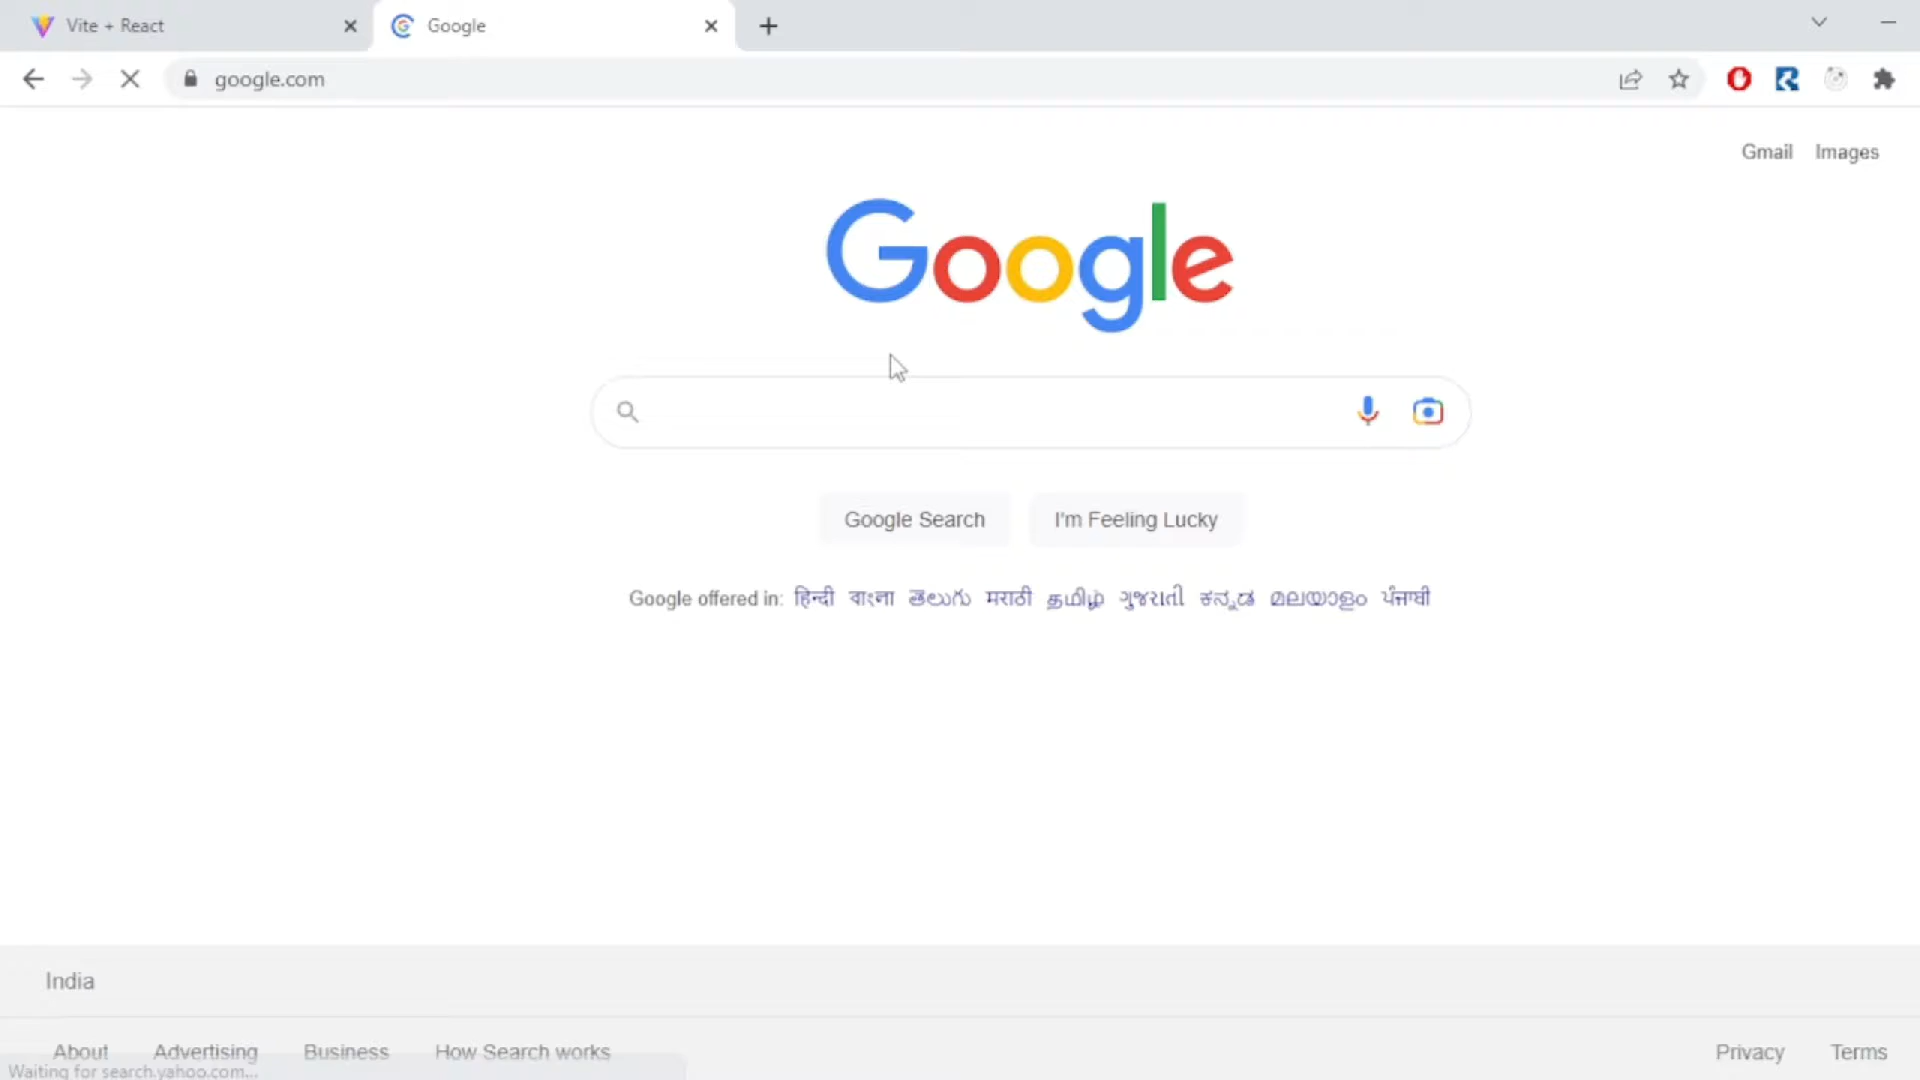 Vite + React
Google
google.com
Gmail Images
Google
Google Search I'm Feeling Lucky
Google offered in: हिन्दी বাংলা తెలుగు मराठी தமிழ் ગુજરાતી ಕನ್ನಡ മലയാളം ਪੰਜਾਬੀ
India
About Advertising Business How Search works Privacy Terms
Waiting for search.yahoo.com...